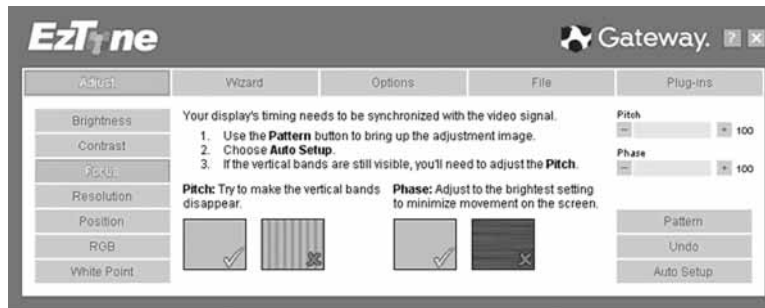 EzTune
Gateway.
?
x
Adjust
Wizard
Options
File
Plug-ins
Brightness
Contrast
Focus
Resolution
Position
RGB
White Point
Your display's timing needs to be synchronized with the video signal.
1. Use the Pattern button to bring up the adjustment image.
2. Choose Auto Setup.
3. If the vertical bands are still visible, you'll need to adjust the Pitch.
Pitch: Try to make the vertical bands
disappear.
Phase: Adjust to the brightest setting
to minimize movement on the screen.
Pitch
100
Phase
100
Pattern
Undo
Auto Setup